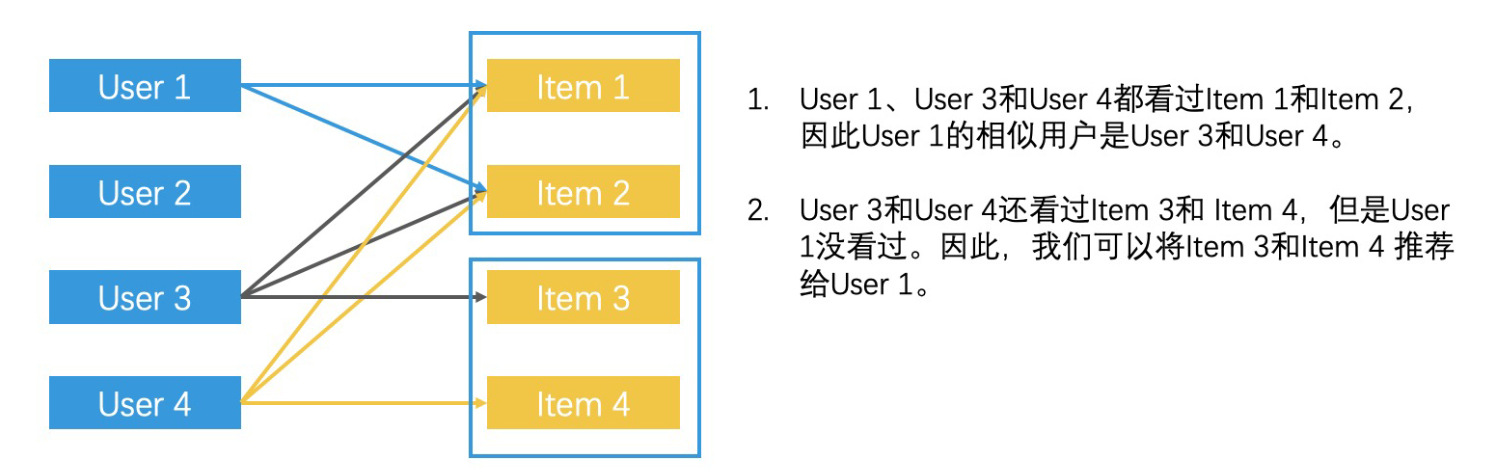 User 1
User 2
User 3
User 4
Item 1
Item 2
Item 3
Item 4
1. User 1、User 3和User 4都看过Item 1和Item 2,
因此User 1的相似用户是User 3和User 4。
2. User 3和User 4还看过Item 3和 Item 4, 但是User
1没看过。因此, 我们可以将Item 3和Item 4 推荐
给User 1。